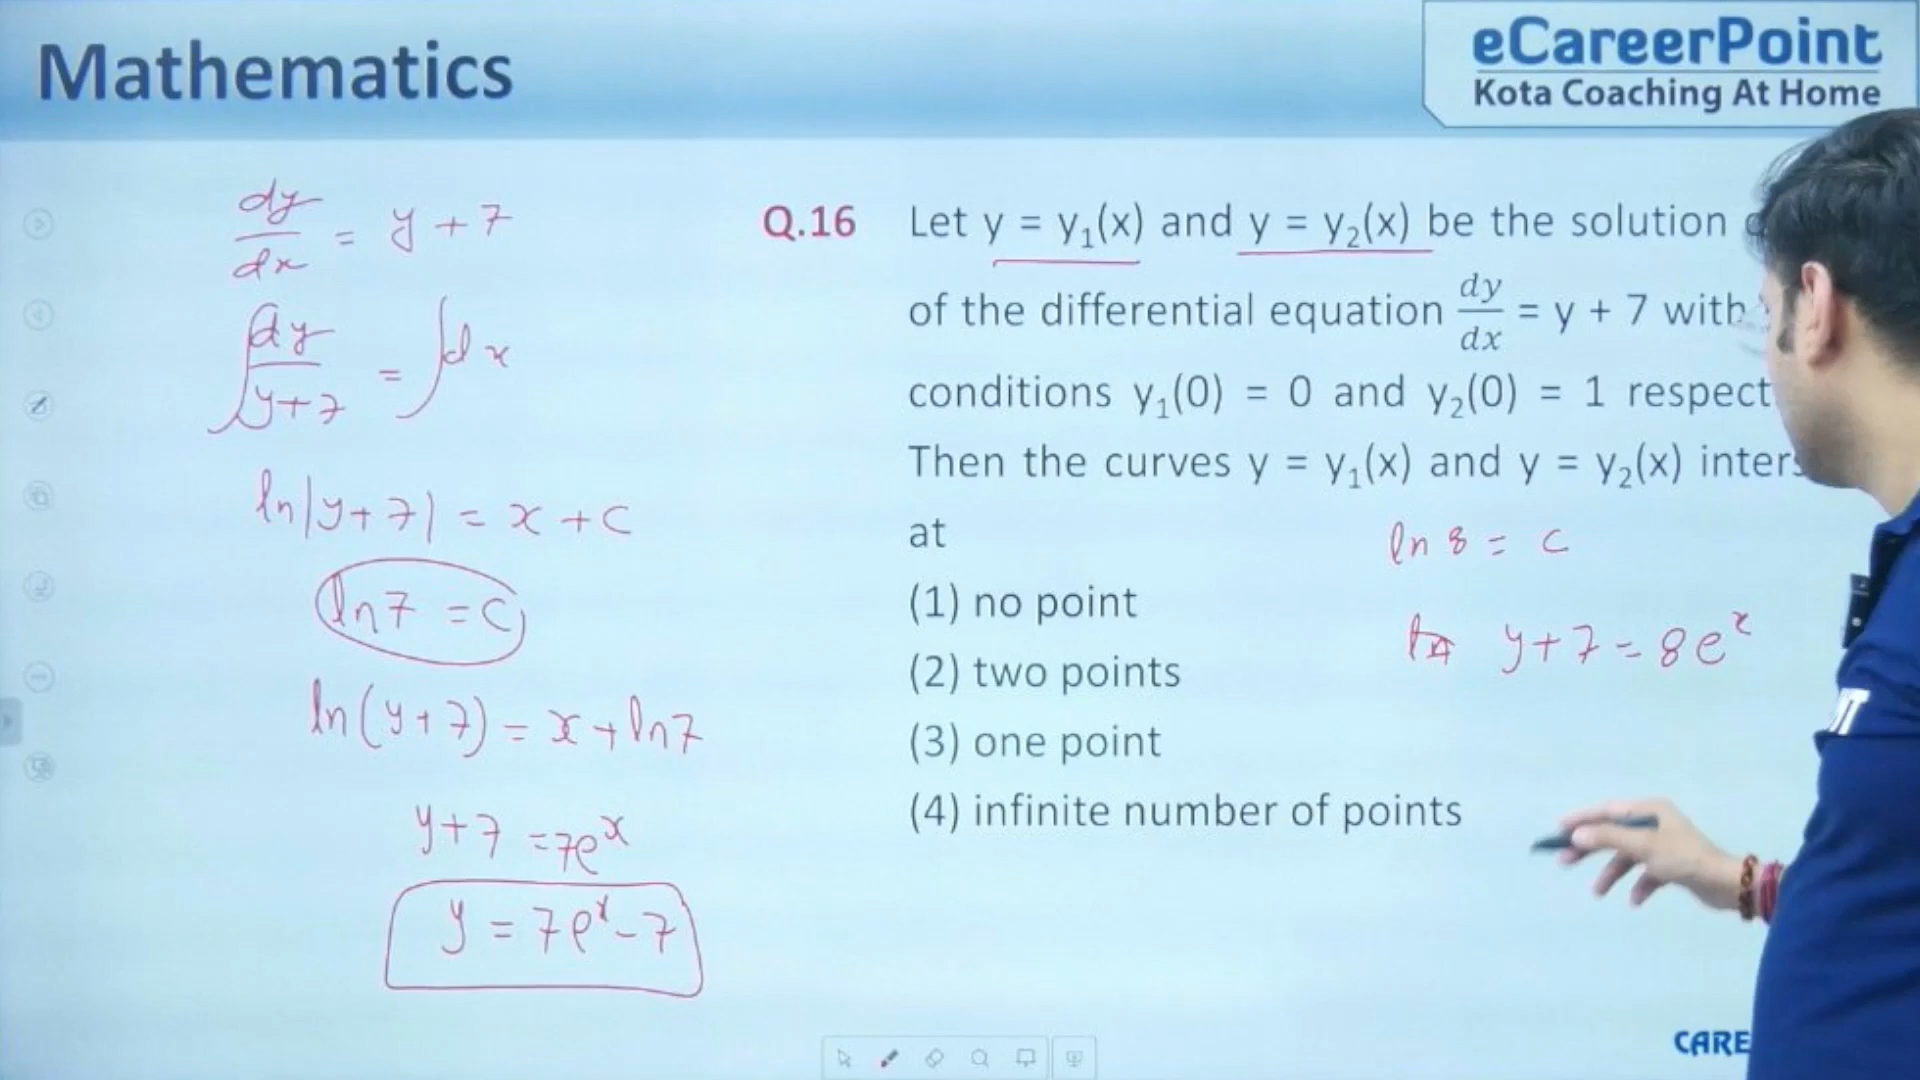 Mathematics
eCareerPoint
Kota Coaching At Home
dy/dx = y + 7
∫ dy/(y+7) = ∫ dx
ln|y+7| = x + c
ln7 = c
ln(y+7) = x + ln7
y+7 = 7e^x
y = 7e^x - 7
Q.16 Let y = y₁(x) and y = y₂(x) be the solution
of the differential equation dy/dx = y + 7 with
conditions y₁(0) = 0 and y₂(0) = 1 respect
Then the curves y = y₁(x) and y = y₂(x) inters
at
(1) no point
(2) two points
(3) one point
(4) infinite number of points
ln 8 = c
y+7 = 8e^x
CARE